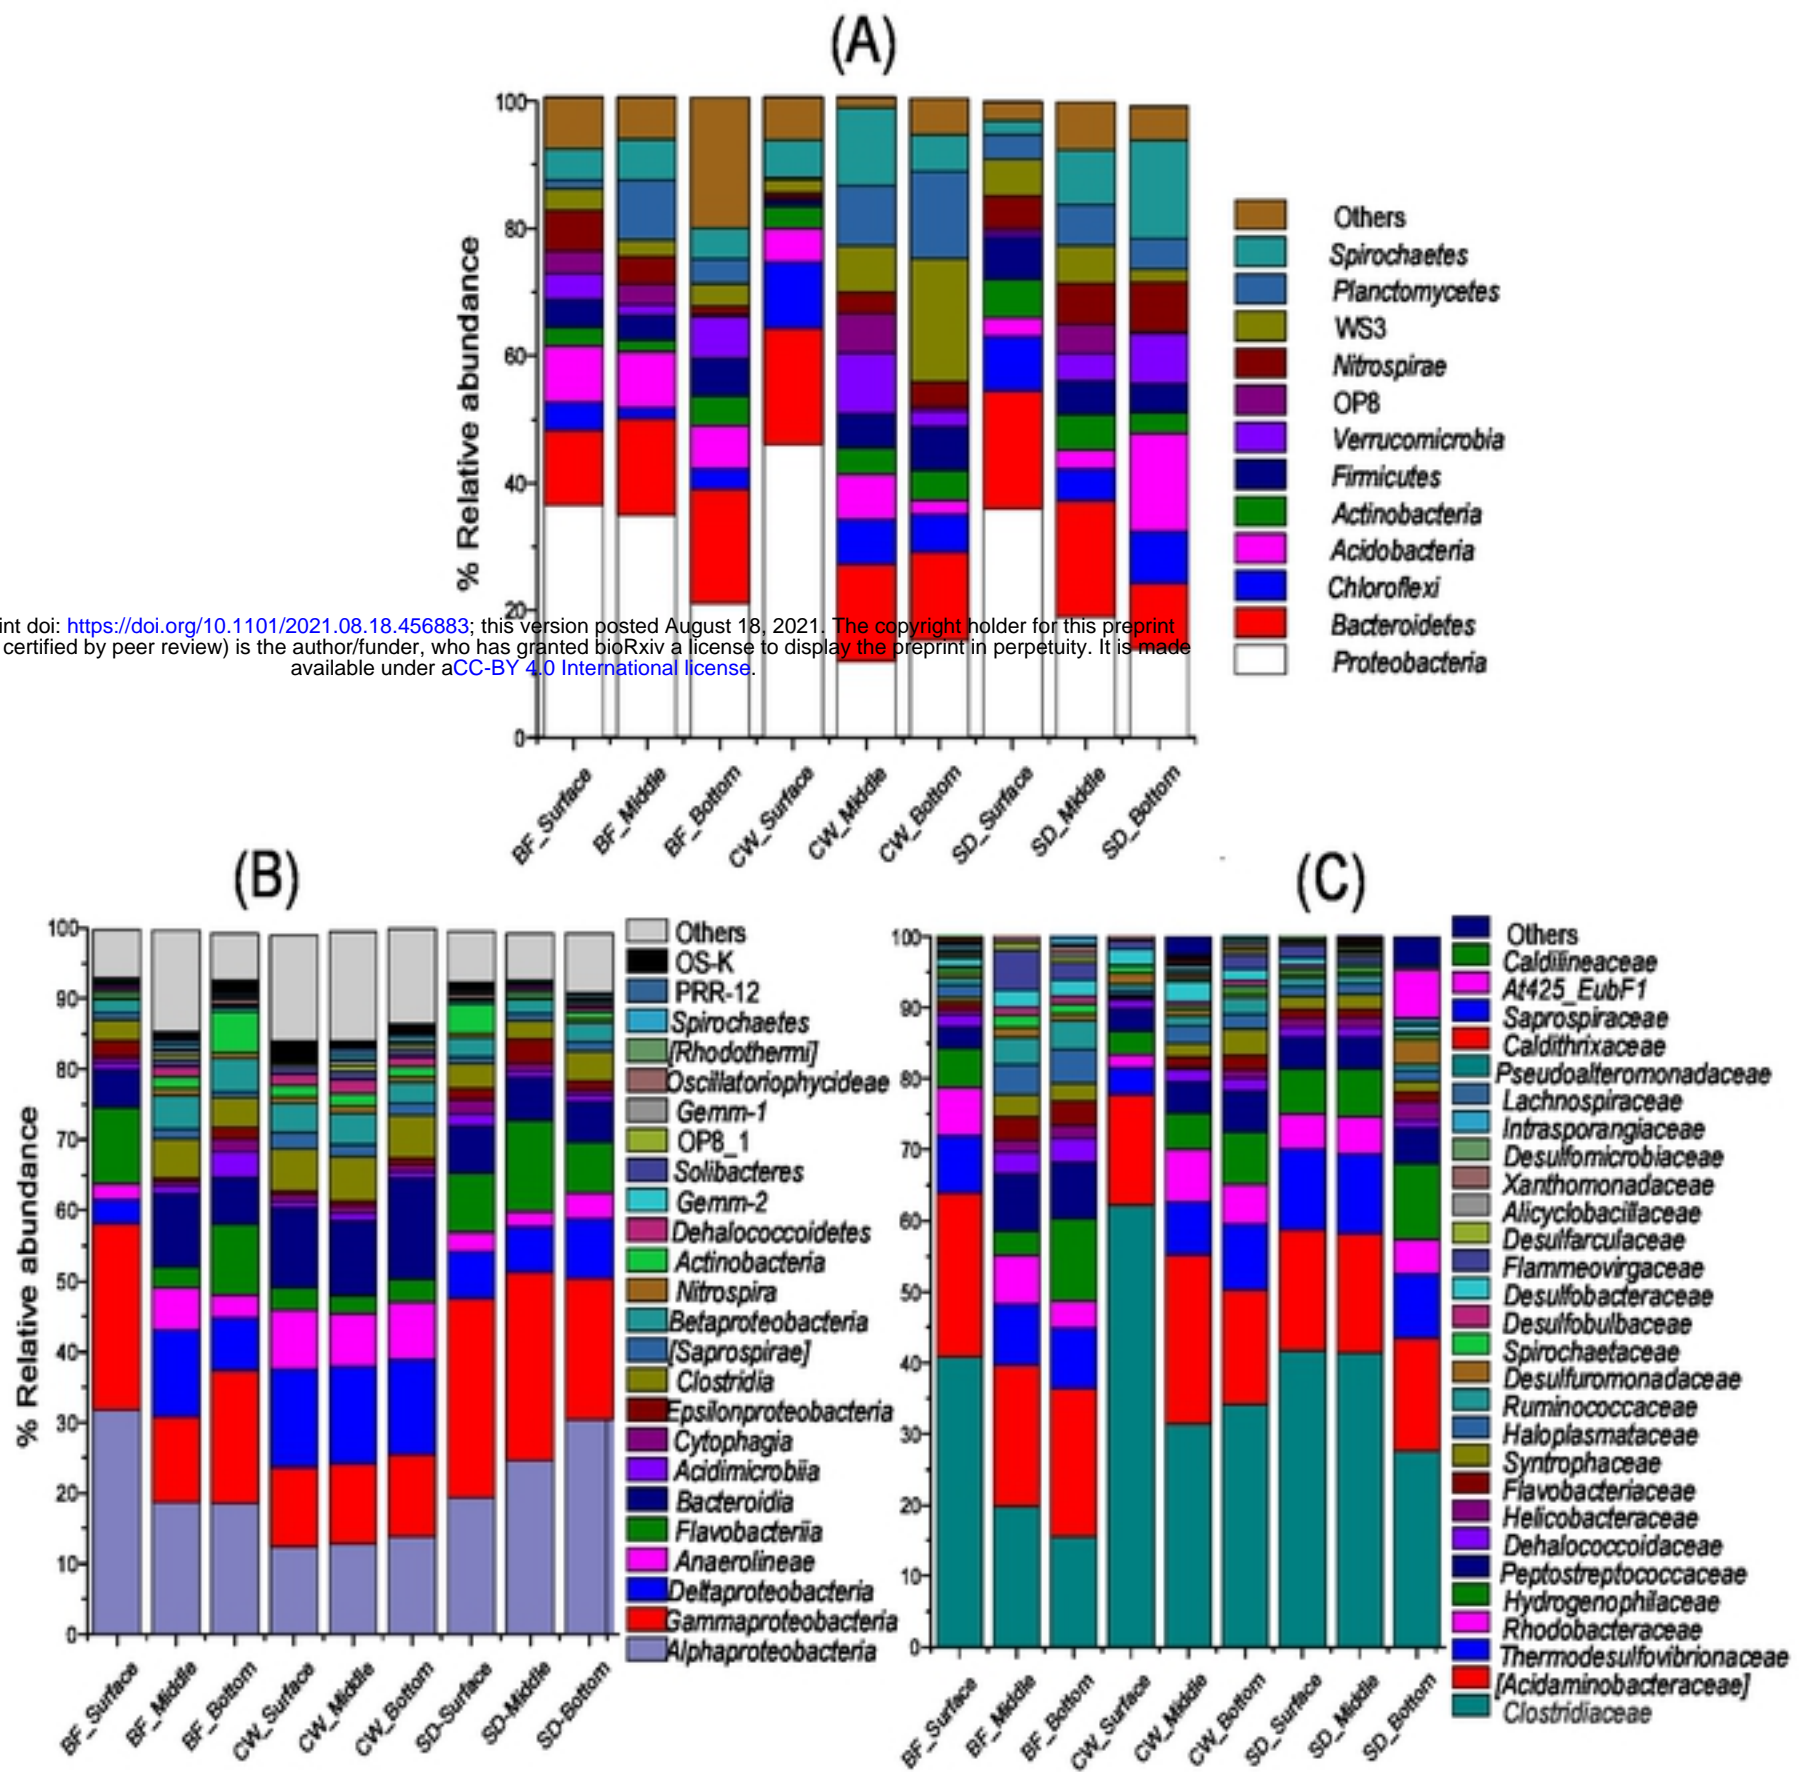 (A)
% Relative abundance
100
80
60
40
20
0
BF_Surface
BF_Middle
BF_Bottom
CW_Surface
CW_Middle
CW_Bottom
SD_Surface
SD_Middle
SD_Bottom
Others
Spirochaetes
Planctomycetes
WS3
Nitrospirae
OP8
Verrucomicrobia
Firmicutes
Actinobacteria
Acidobacteria
Chloroflexi
Bacteroidetes
Proteobacteria
int doi: https://doi.org/10.1101/2021.08.18.456883; this version posted August 18, 2021. The copyright holder for this preprint
certified by peer review) is the author/funder, who has granted bioRxiv a license to display the preprint in perpetuity. It is made
available under aCC-BY 4.0 International license.
(B)
% Relative abundance
100
90
80
70
60
50
40
30
20
10
0
BF_Surface
BF_Middle
BF_Bottom
CW_Surface
CW_Middle
CW_Bottom
SD-Surface
SD-Middle
SD-Bottom
Others
OS-K
PRR-12
Spirochaetes
[Rhodothermi]
Oscillatoriophycideae
Gemm-1
OP8_1
Solibacteres
Gemm-2
Dehalococcoidetes
Actinobacteria
Nitrospira
Betaproteobacteria
[Saprospirae]
Clostridia
Epsilonproteobacteria
Cytophagia
Acidimicrobiia
Bacteroidia
Flavobacteriia
Anaerolineae
Deltaproteobacteria
Gammaproteobacteria
Alphaproteobacteria
(C)
100
90
80
70
60
50
40
30
20
10
0
BF_Surface
BF_Middle
BF_Bottom
CW_Surface
CW_Middle
CW_Bottom
SD_Surface
SD_Middle
SD_Bottom
Others
Caldilineaceae
At425_EubF1
Saprospiraceae
Caldithrixaceae
Pseudoalteromonadaceae
Lachnospiraceae
Intrasporangiaceae
Desulfomicrobiaceae
Xanthomonadaceae
Alicyclobacillaceae
Desulfarculaceae
Flammeovirgaceae
Desulfobacteraceae
Desulfobulbaceae
Spirochaetaceae
Desulfuromonadaceae
Ruminococcaceae
Haloplasmataceae
Syntrophaceae
Flavobacteriaceae
Helicobacteraceae
Dehalococcoidaceae
Peptostreptococcaceae
Hydrogenophilaceae
Rhodobacteraceae
Thermodesulfovibrionaceae
[Acidaminobacteraceae]
Clostridiaceae